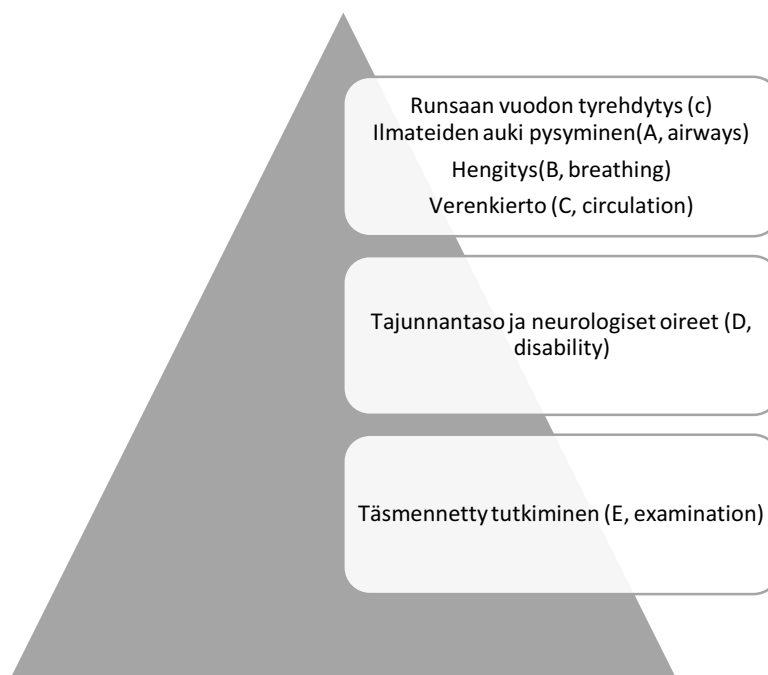 Runsaan vuodon tyrehdytys (c)
Ilmateiden auki pysyminen(A, airways)
Hengitys(B, breathing)
Verenkierto (C, circulation)
Tajunnantaso ja neurologiset oireet (D,
disability)
Täsmennetty tutkiminen (E, examination)